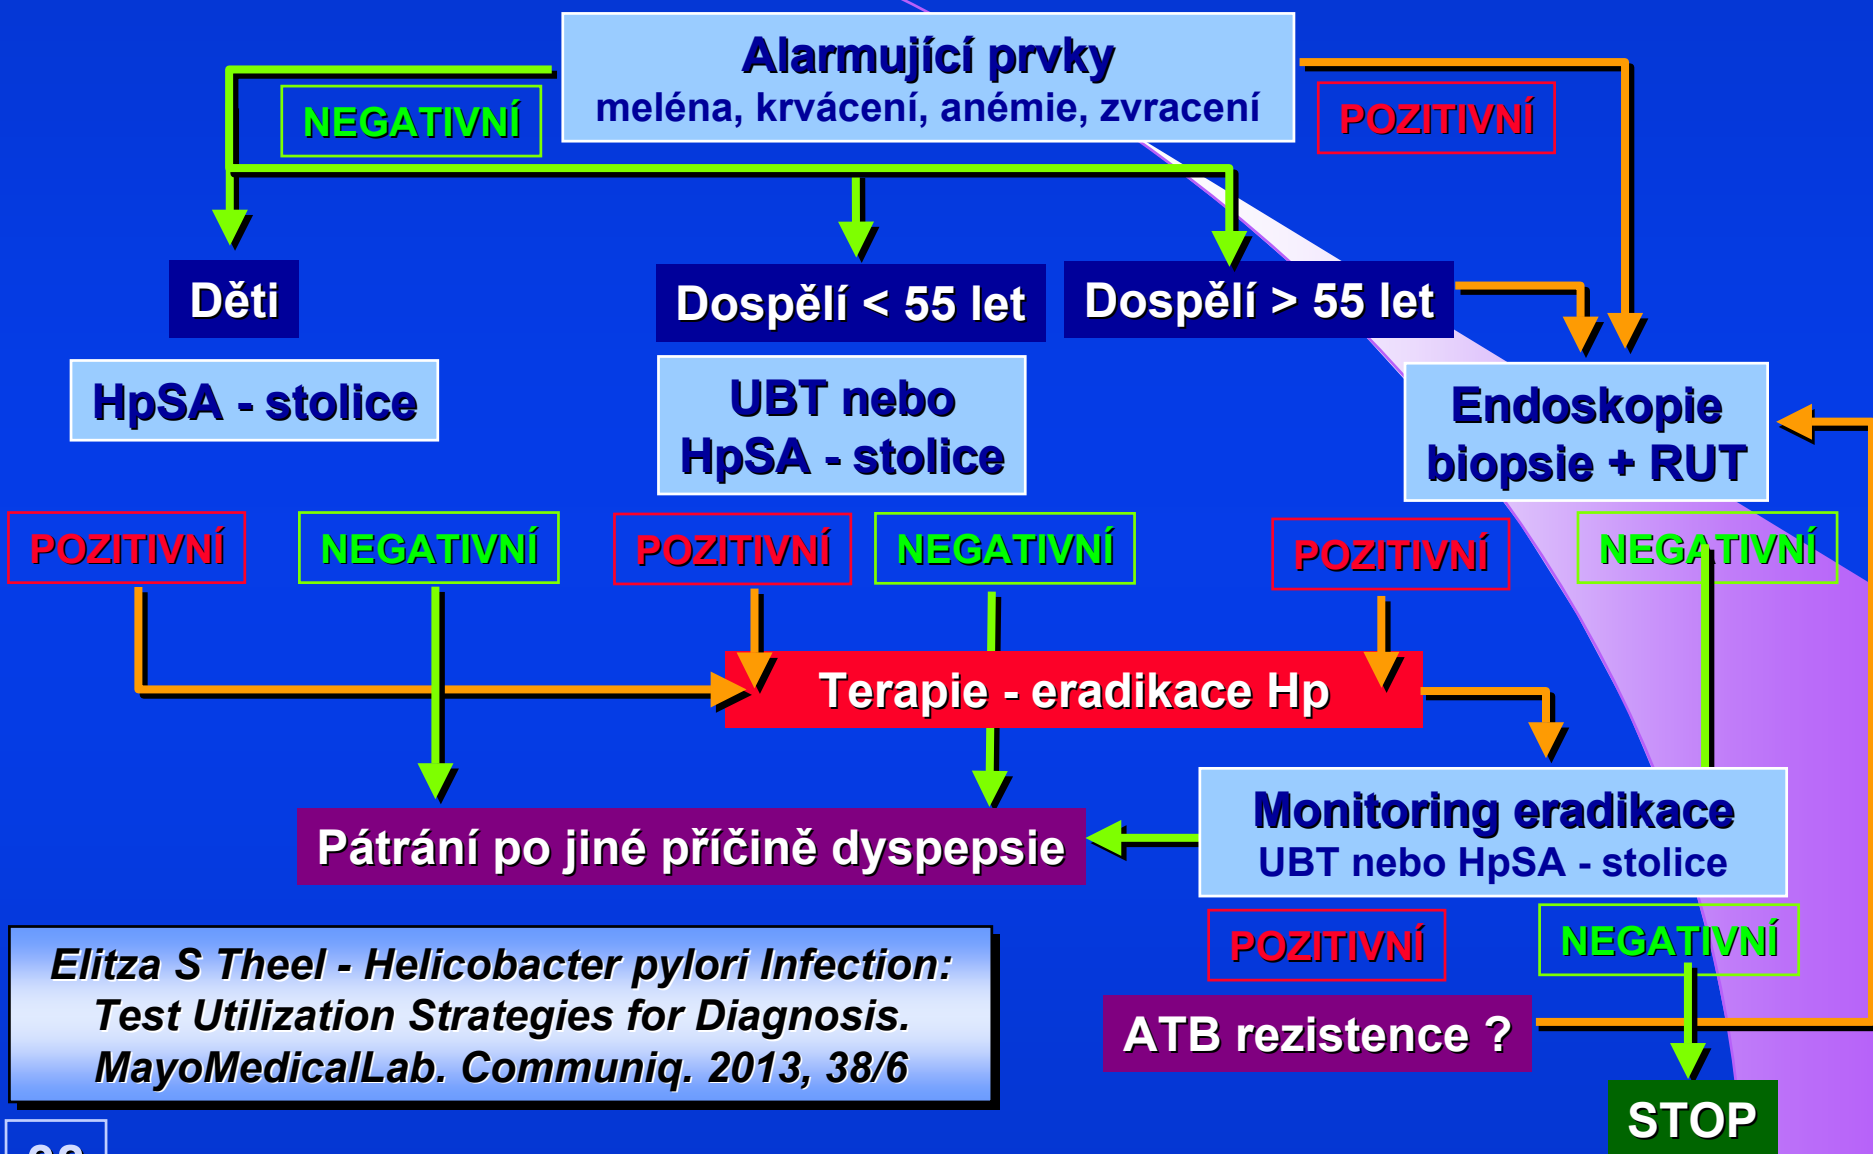 Alarmující prvky
meléna, krvácení, anémie, zvracení
NEGATIVNÍ
POZITIVNÍ
Děti
Dospělí < 55 let
Dospělí > 55 let
HpSA - stolice
UBT nebo
HpSA - stolice
Endoskopie
biopsie + RUT
POZITIVNÍ
NEGATIVNÍ
POZITIVNÍ
NEGATIVNÍ
POZITIVNÍ
NEGATIVNÍ
Terapie - eradikace Hp
Monitoring eradikace
UBT nebo HpSA - stolice
Pátrání po jiné příčině dyspepsie
POZITIVNÍ
NEGATIVNÍ
ATB rezistence ?
STOP
Elitza S Theel - Helicobacter pylori Infection:
Test Utilization Strategies for Diagnosis.
MayoMedicalLab. Communiq. 2013, 38/6